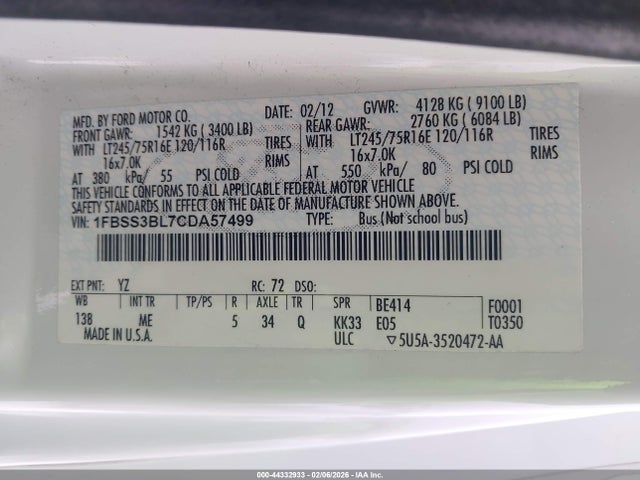 MFD. BY FORD MOTOR CO. DATE: 02/12 GVWR: 4128 KG ( 9100 LB)
FRONT GAWR: 1542 KG ( 3400 LB) REAR GAWR: 2760 KG ( 6084 LB)
WITH LT245/75R16E 120/116R TIRES WITH LT245/75R16E 120/116R TIRES
16x7.0K RIMS 16x7.0K RIMS
AT 380 kPa/ 55 PSI COLD AT 550 kPa/ 80 PSI COLD
THIS VEHICLE CONFORMS TO ALL APPLICABLE FEDERAL MOTOR VEHICLE
SAFETY STANDARDS IN EFFECT ON THE DATE OF MANUFACTURE SHOWN ABOVE.
VIN: 1FBSS3BL7CDA57499 TYPE: Bus (Not school bus)
EXT PNT: YZ RC: 72 DSO:
WB INT TR TP/PS R AXLE TR SPR BE414 F0001
138 ME 5 34 Q KK33 E05 T0350
MADE IN U.S.A. ULC ▽5U5A-3520472-AA
000-44332933 - 02/06/2026 - IAA Inc.